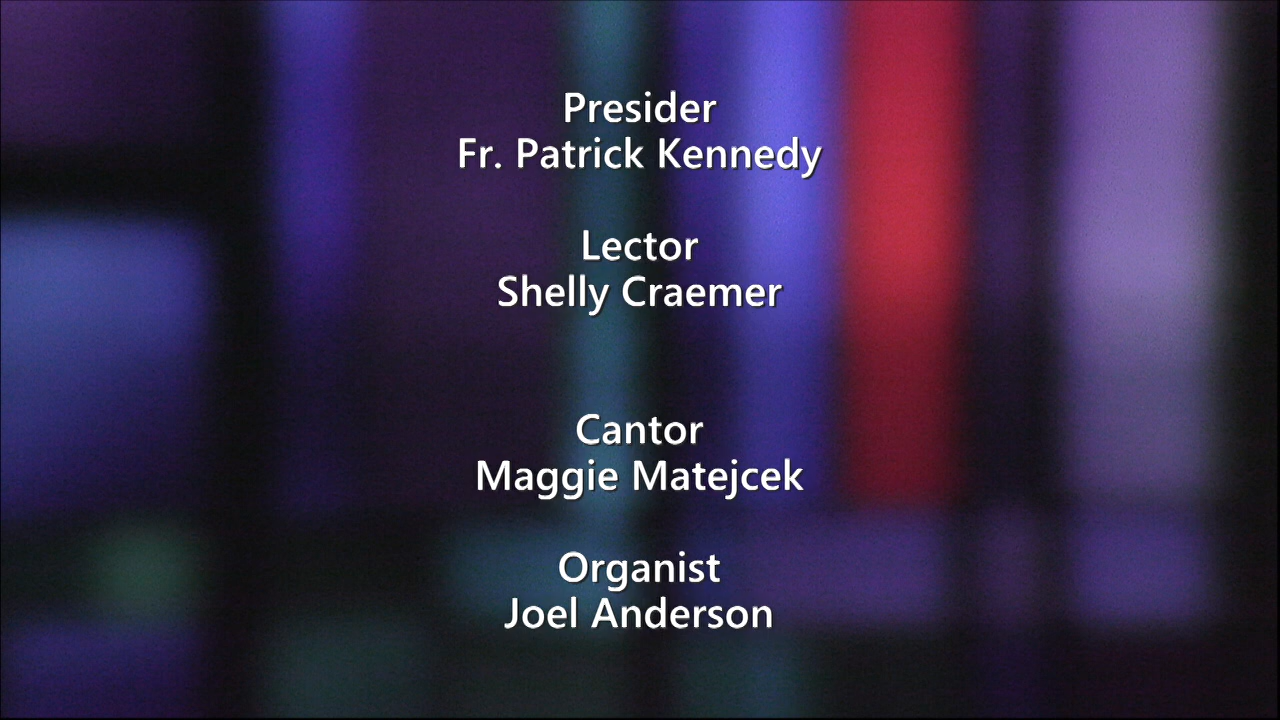 Presider
Fr. Patrick Kennedy
Lector
Shelly Craemer
Cantor
Maggie Matejcek
Organist
Joel Anderson